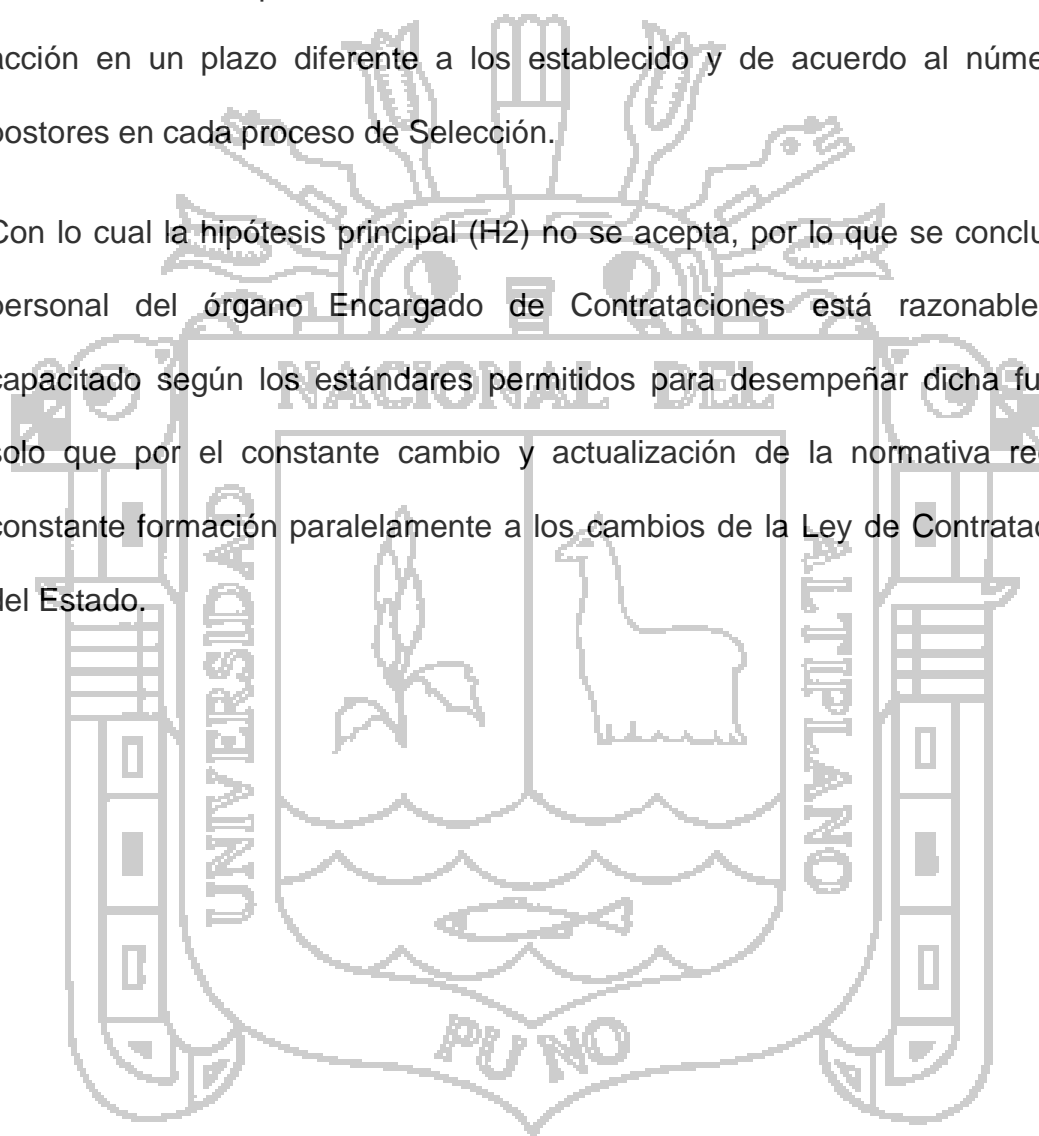 acción en un plazo diferente a los establecido y de acuerdo al núme
postores en cada proceso de Selección.
Con lo cual la hipótesis principal (H2) no se acepta, por lo que se conclu
personal del órgano Encargado de Contrataciones está razonable
capacitado según los estándares permitidos para desempeñar dicha fu
solo que por el constante cambio y actualización de la normativa re
constante formación paralelamente a los cambios de la Ley de Contratac
del Estado.
UNIVERSIDAD
NACIONAL DEL
ALTIPLANO
PUNO